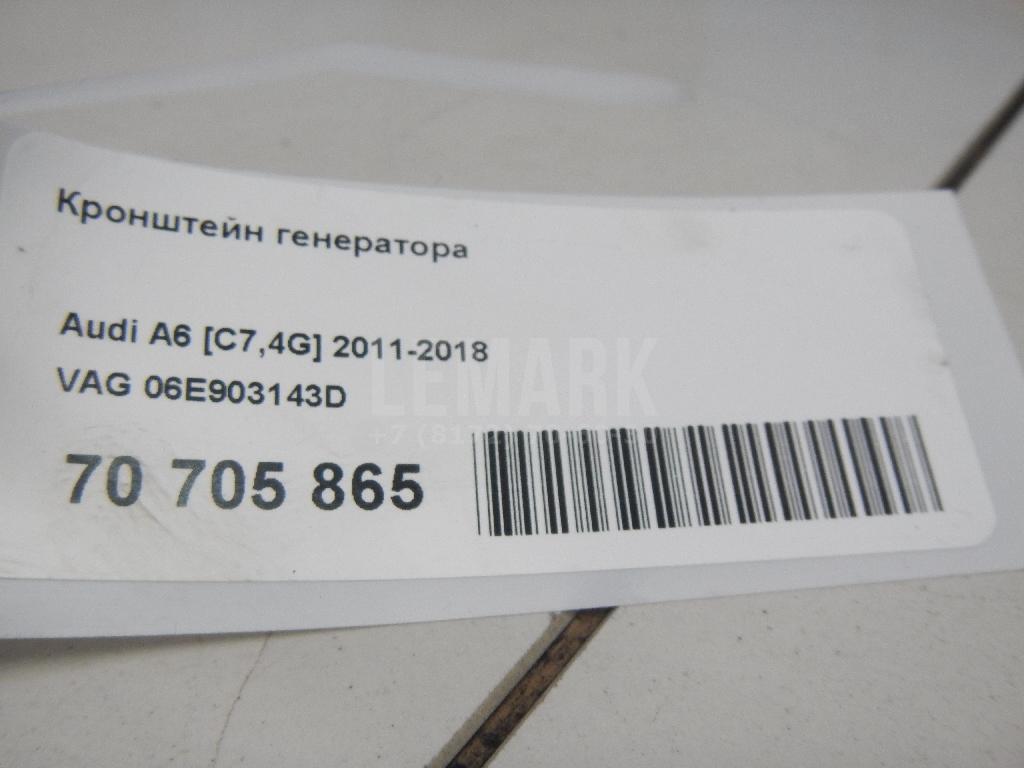 Кронштейн генератора
Audi A6 [C7,4G] 2011-2018
VAG 06E903143D
LEMARK
70 705 865